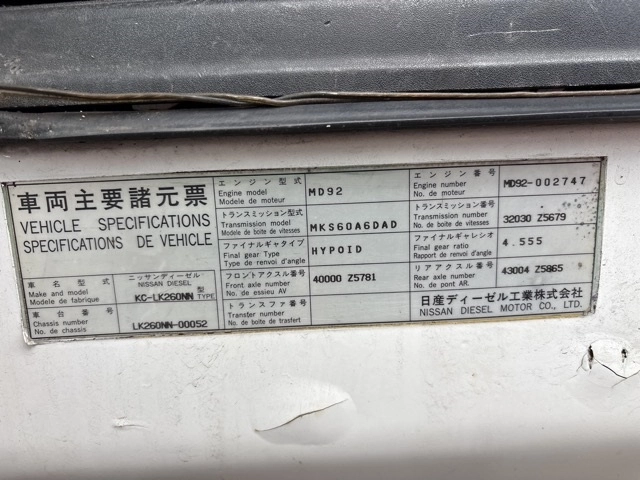 車両主要諸元票
VEHICLE SPECIFICATIONS
SPECIFICATIONS DE VEHICLE
車名型式
Make and model
Modèle de fabrique
ニッサンディーゼル
NISSAN DIESEL
KC-LK260NN 型式 TYPE
車台番号
Chassis number
No. de chassis
LK260NN-00052
エンジン型式
Engine model
Modele de moteur
MD92
トランスミッション型式
Transmission model
Modèle de boite de vitesses
MKS60A6DAD
ファイナルギャタイプ
Final gear Type
Type de renvoi d'angle
HYPOID
フロントアクスル番号
Front axle number
No. de essieu AV
40000 Z5781
トランスファ番号
Transter number
No. de boite de trasfert
エンジン番号
Engine number
No. de moteur
MD92-002747
トランスミッション番号
Transmission number
No. de boite de vitesses
32030 Z5679
ファイナルギャレシオ
Final gear ratio
Rapport de renvoi d'angle
4.555
リアアクスル番号
Rear axle number
No. de pont AR.
43004 Z5865
日産ディーゼル工業株式会社
NISSAN DIESEL MOTOR CO., LTD.